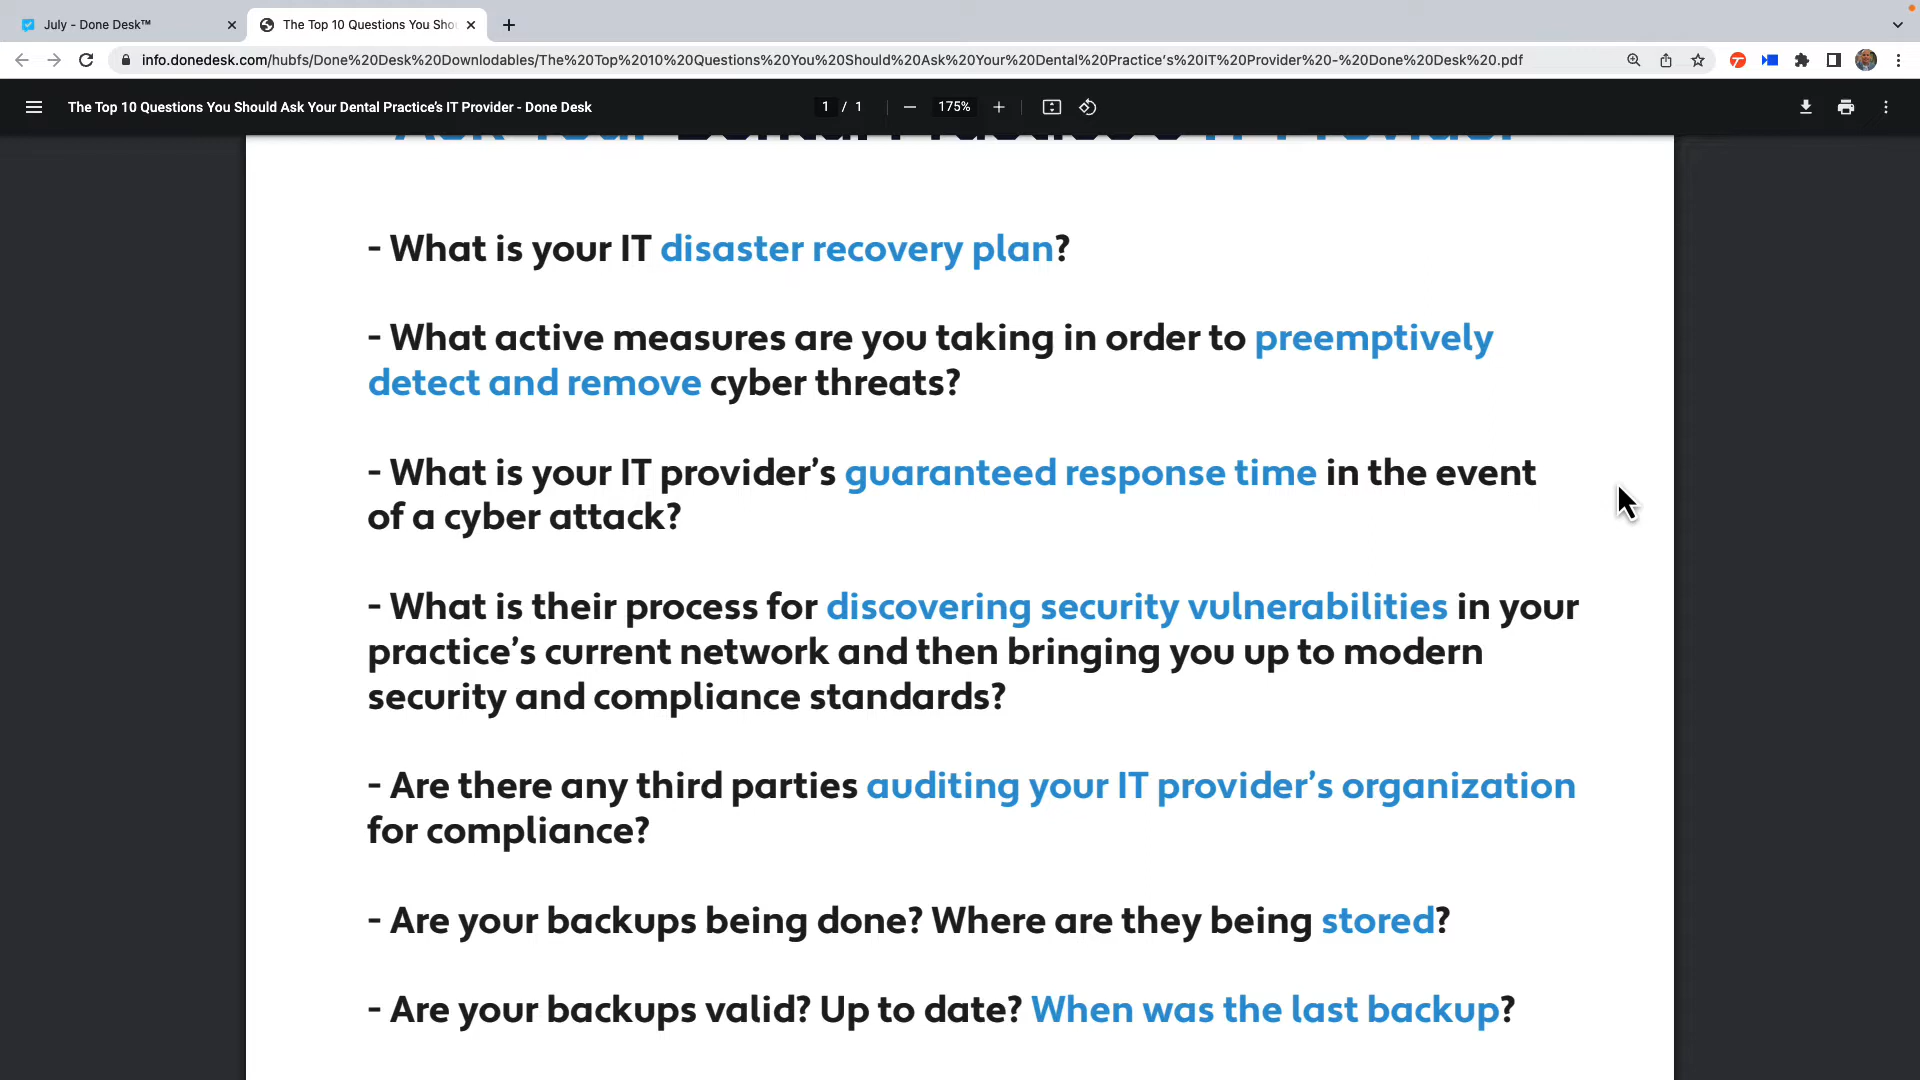 July - Done Desk™
The Top 10 Questions You Sho
info.donedesk.com/hubfs/Done%20Desk%20Downlodables/The%20Top%2010%20Questions%20You%20Should%20Ask%20Your%20Dental%20Practice's%20IT%20Provider%20-%20Done%20Desk%20.pdf
The Top 10 Questions You Should Ask Your Dental Practice's IT Provider - Done Desk
1 / 1
175%
Ask Your Dental Practice's IT Provider
- What is your IT disaster recovery plan?
- What active measures are you taking in order to preemptively
detect and remove cyber threats?
- What is your IT provider's guaranteed response time in the event
of a cyber attack?
- What is their process for discovering security vulnerabilities in your
practice's current network and then bringing you up to modern
security and compliance standards?
- Are there any third parties auditing your IT provider's organization
for compliance?
- Are your backups being done? Where are they being stored?
- Are your backups valid? Up to date? When was the last backup?